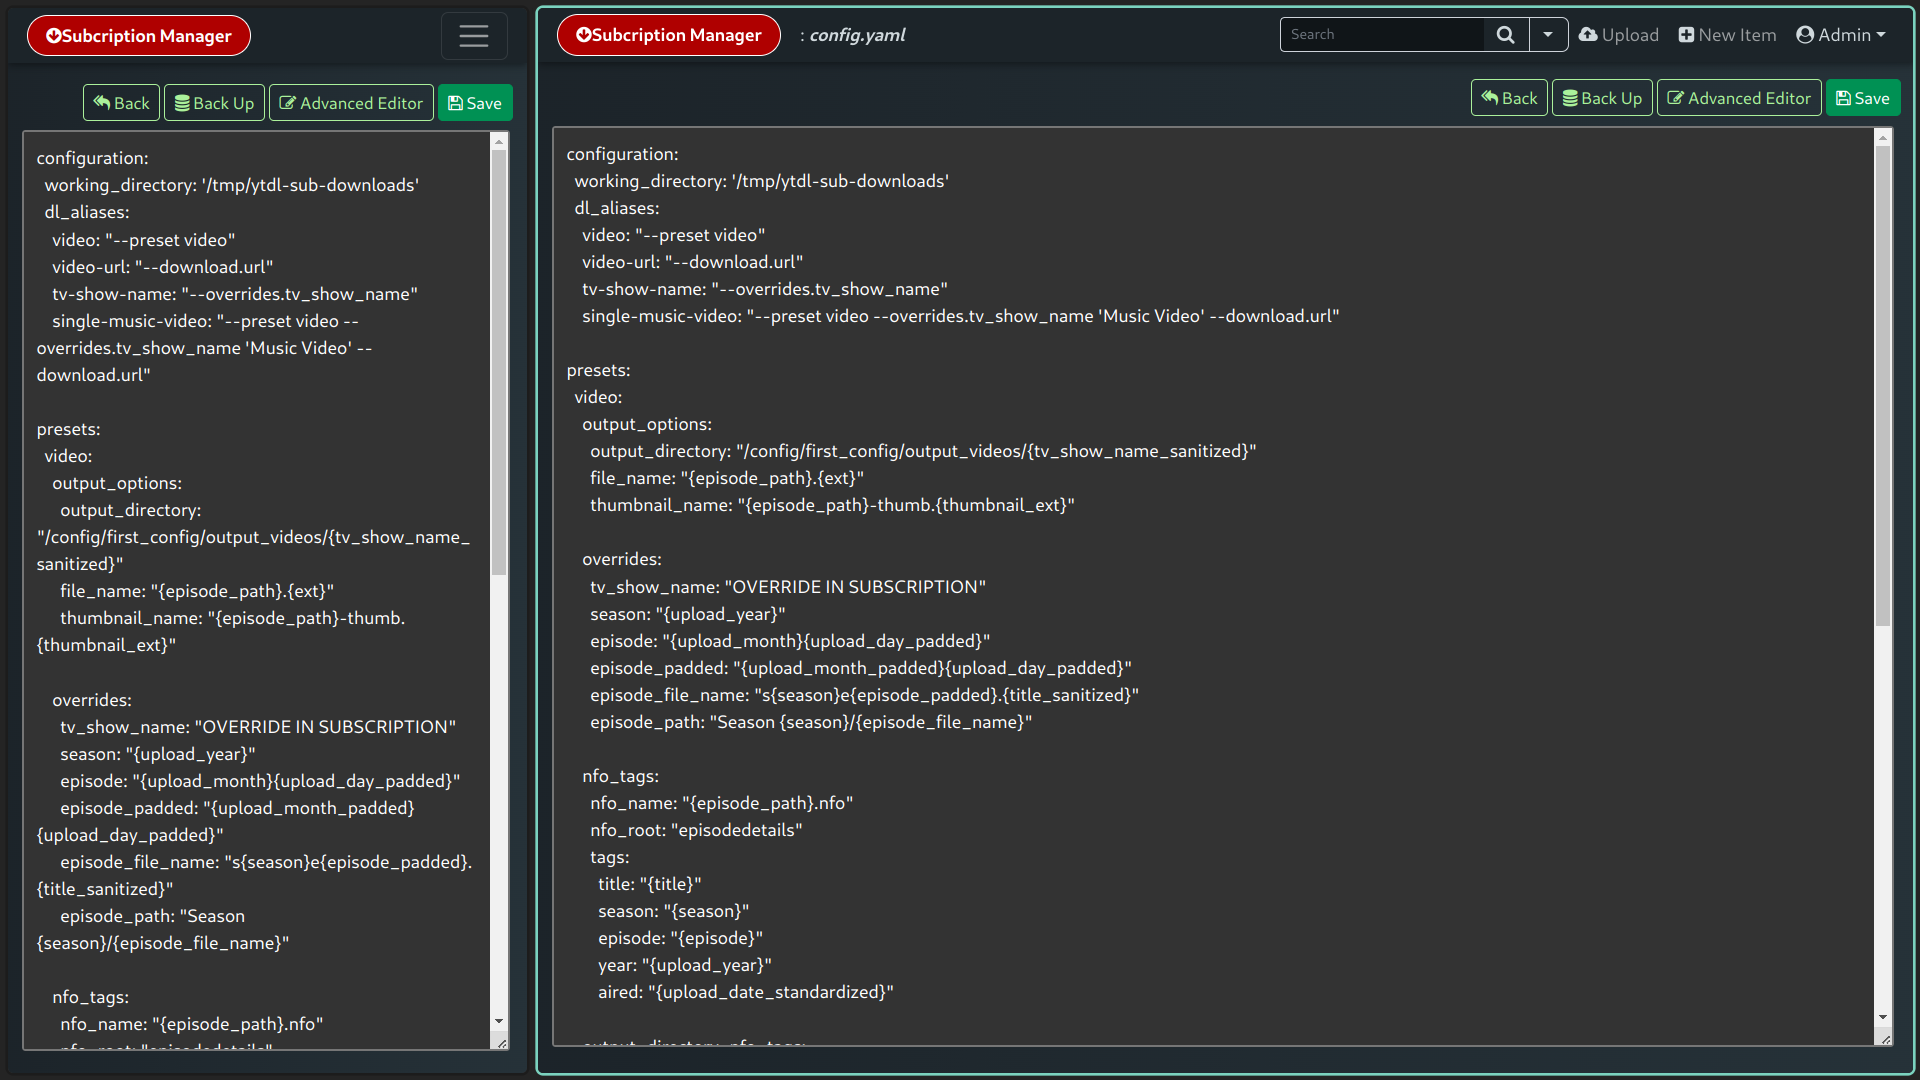 Subcription Manager
Back
Back Up
Advanced Editor
Save
configuration:
working_directory: '/tmp/ytdl-sub-downloads'
dl_aliases:
video: "--preset video"
video-url: "--download.url"
tv-show-name: "--overrides.tv_show_name"
single-music-video: "--preset video --
overrides.tv_show_name 'Music Video' --
download.url"
presets:
video:
output_options:
output_directory:
"/config/first_config/output_videos/{tv_show_name_
sanitized}"
file_name: "{episode_path}.{ext}"
thumbnail_name: "{episode_path}-thumb.
{thumbnail_ext}"
overrides:
tv_show_name: "OVERRIDE IN SUBSCRIPTION"
season: "{upload_year}"
episode: "{upload_month}{upload_day_padded}"
episode_padded: "{upload_month_padded}
{upload_day_padded}"
episode_file_name: "s{season}e{episode_padded}.
{title_sanitized}"
episode_path: "Season
{season}/{episode_file_name}"
nfo_tags:
nfo_name: "{episode_path}.nfo"
nfo_root: "episodedetails"
Subcription Manager
: config.yaml
Search
Upload
New Item
Admin
Back
Back Up
Advanced Editor
Save
configuration:
working_directory: '/tmp/ytdl-sub-downloads'
dl_aliases:
video: "--preset video"
video-url: "--download.url"
tv-show-name: "--overrides.tv_show_name"
single-music-video: "--preset video --overrides.tv_show_name 'Music Video' --download.url"
presets:
video:
output_options:
output_directory: "/config/first_config/output_videos/{tv_show_name_sanitized}"
file_name: "{episode_path}.{ext}"
thumbnail_name: "{episode_path}-thumb.{thumbnail_ext}"
overrides:
tv_show_name: "OVERRIDE IN SUBSCRIPTION"
season: "{upload_year}"
episode: "{upload_month}{upload_day_padded}"
episode_padded: "{upload_month_padded}{upload_day_padded}"
episode_file_name: "s{season}e{episode_padded}.{title_sanitized}"
episode_path: "Season {season}/{episode_file_name}"
nfo_tags:
nfo_name: "{episode_path}.nfo"
nfo_root: "episodedetails"
tags:
title: "{title}"
season: "{season}"
episode: "{episode}"
year: "{upload_year}"
aired: "{upload_date_standardized}"
output_directory_nfo_tags: